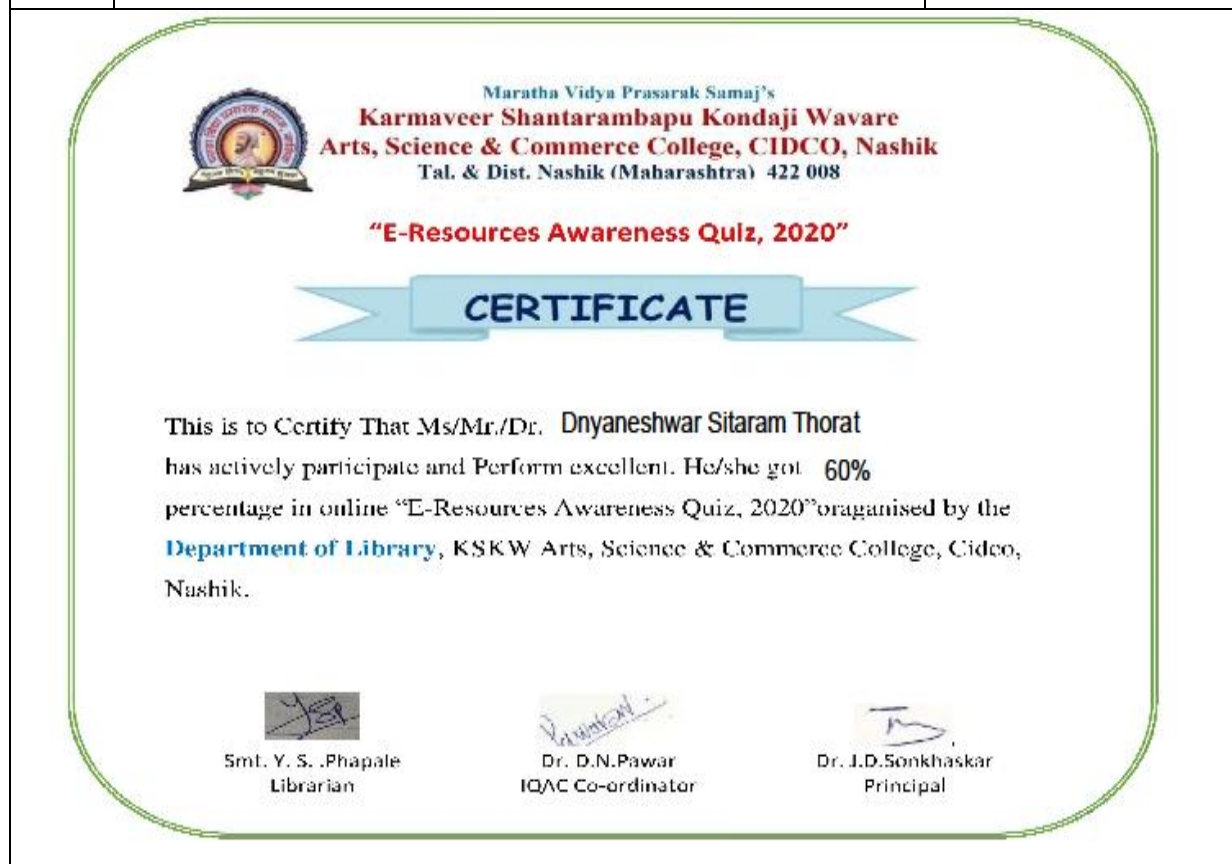 Maratha Vidya Prasarak Samaj's
Karmaveer Shantarambapu Kondaji Wavare
Arts, Science & Commerce College, CIDCO, Nashik
Tal. & Dist. Nashik (Maharashtra) 422 008
“E-Resources Awareness Quiz, 2020”
CERTIFICATE
This is to Certify That Ms/Mr./Dr. Dnyaneshwar Sitaram Thorat
has actively participate and Perform excellent. He/she got 60%
percentage in online “E-Resources Awareness Quiz, 2020”oraganised by the
Department of Library, KSKW Arts, Science & Commerce College, Cidco,
Nashik.
Smt. Y. S. .Phapale
Librarian
Dr. D.N.Pawar
IQAC Co-ordinator
Dr. J.D.Sonkhaskar
Principal